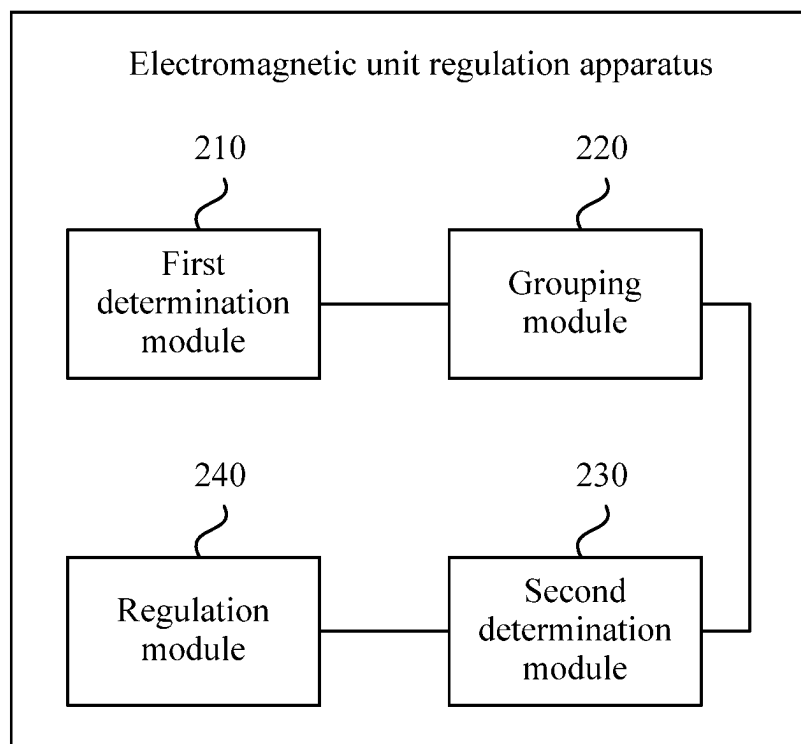 Electromagnetic unit regulation apparatus
210
220
First
determination
module
Grouping
module
240
230
Regulation
module
Second
determination
module